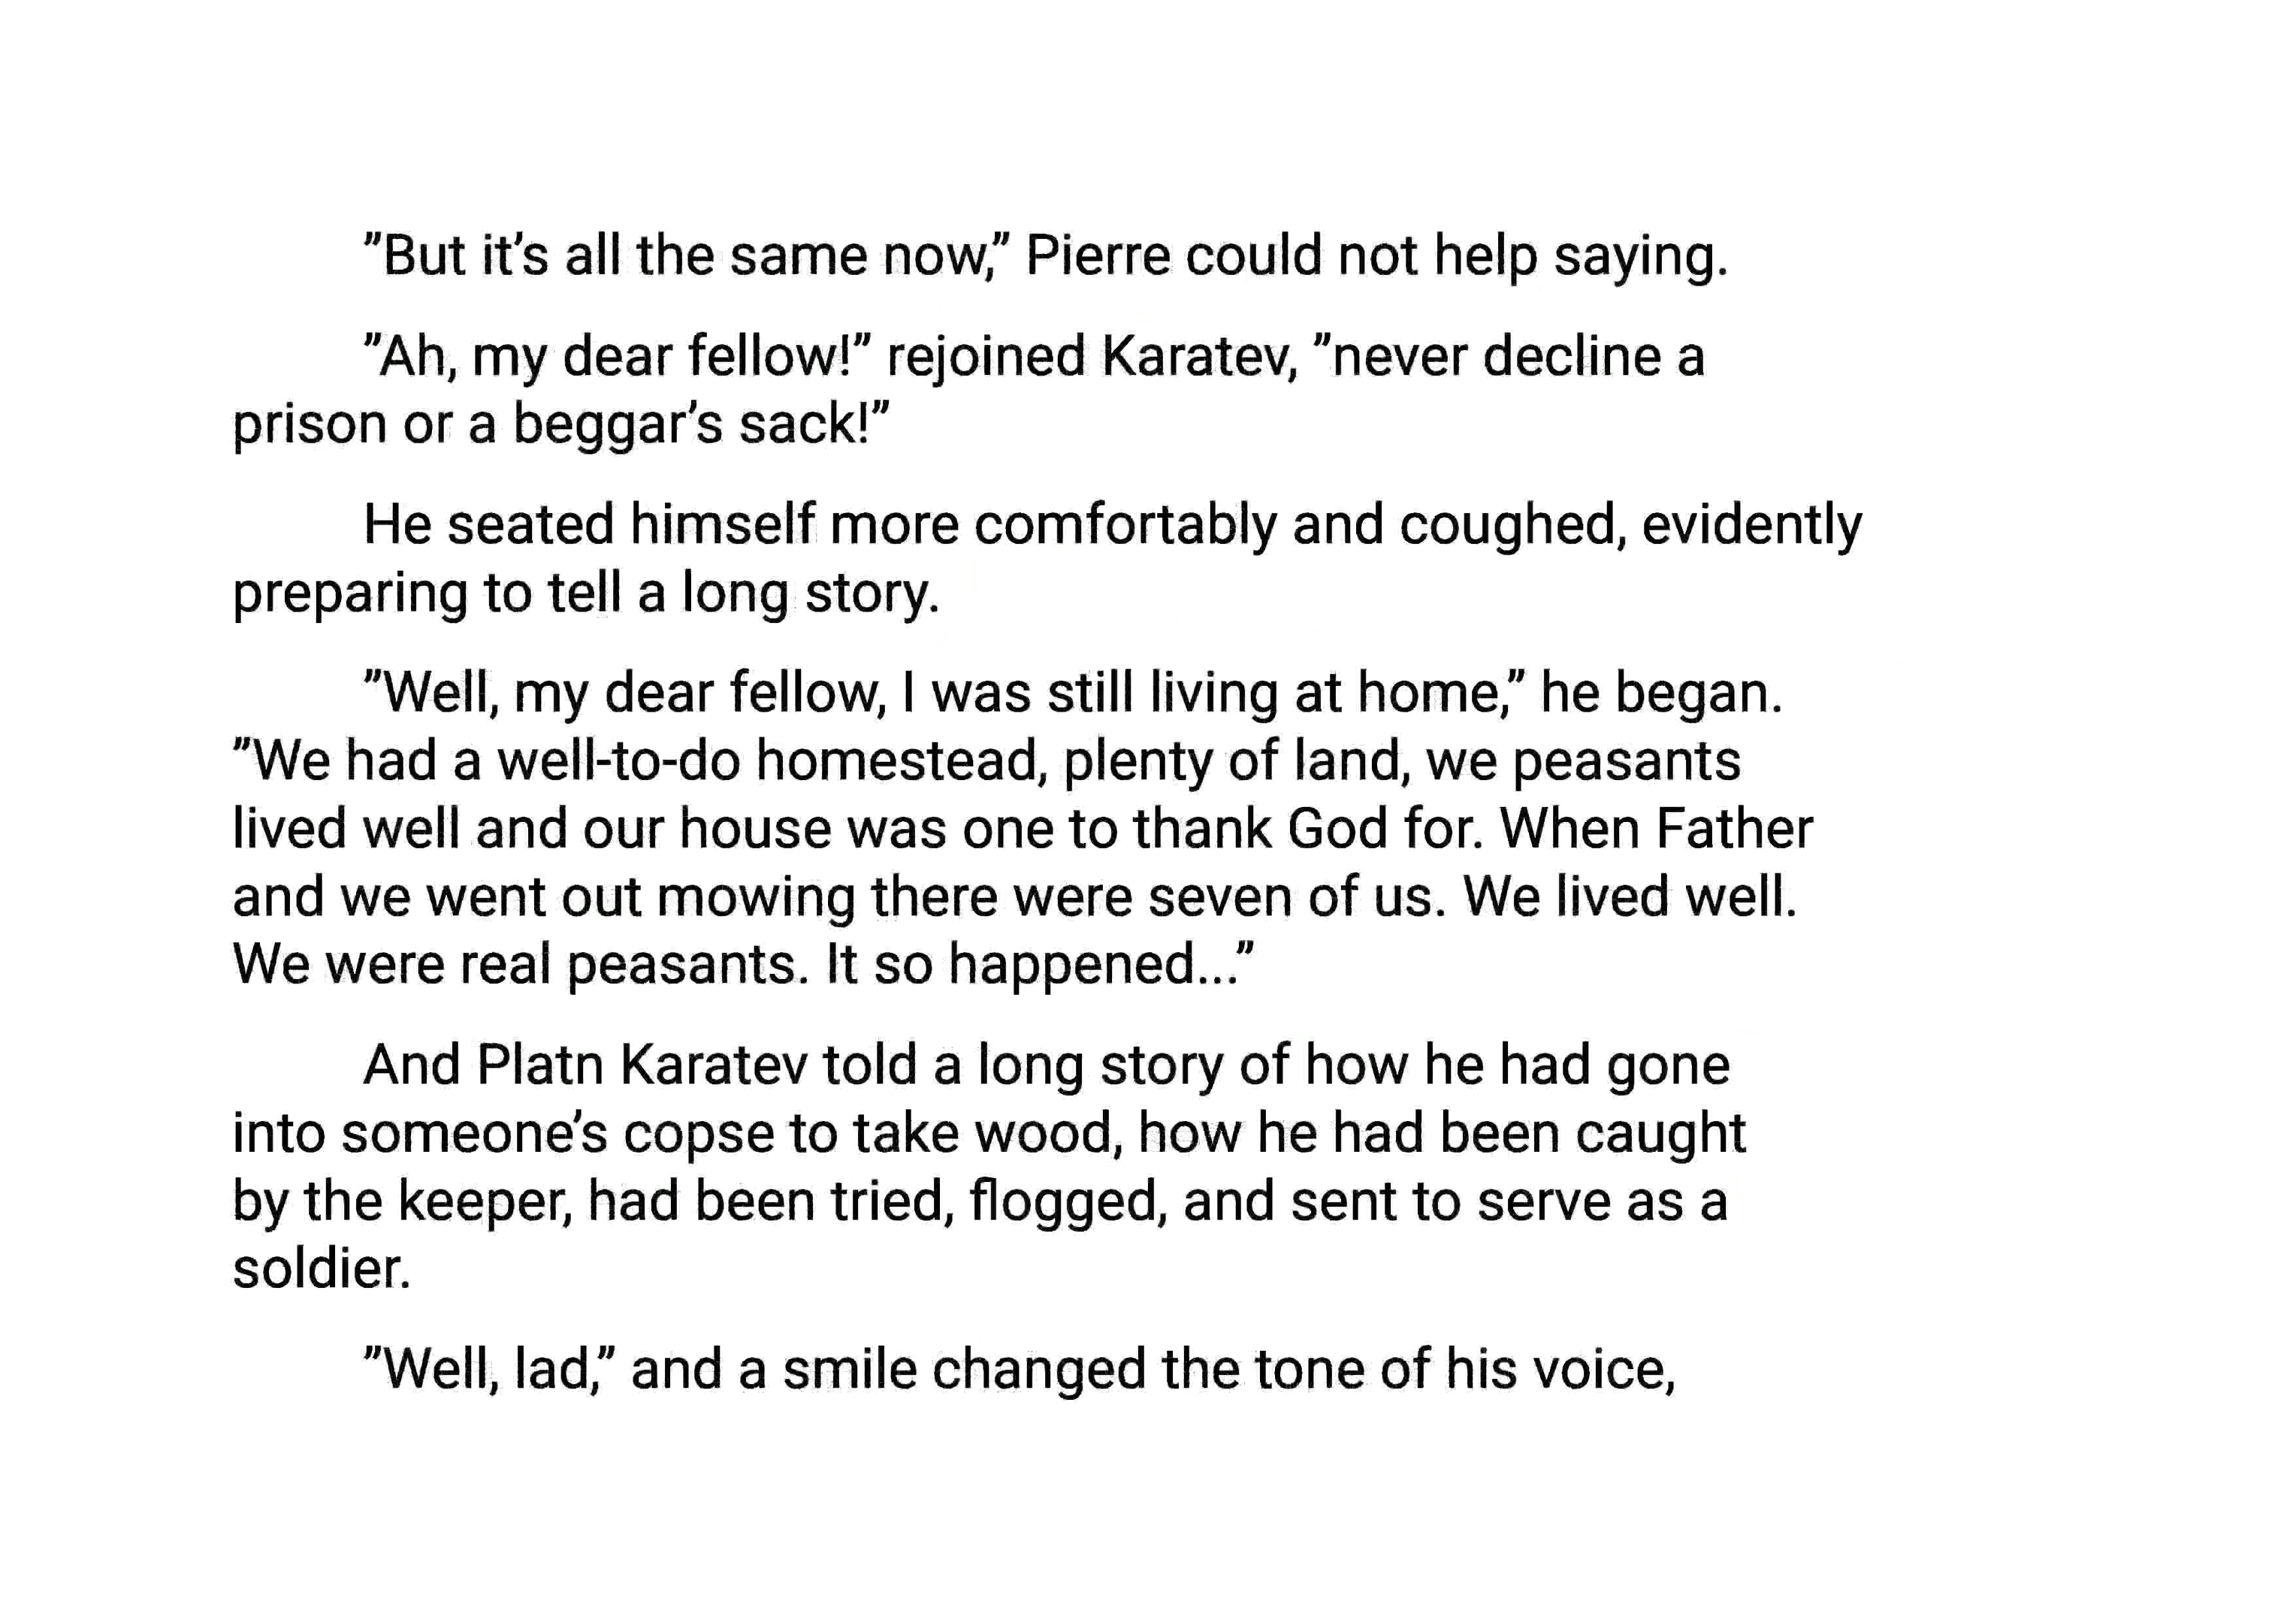 ”But it’s all the same now,” Pierre could not help saying.
”Ah, my dear fellow!” rejoined Karatev, ”never decline a
prison or a beggar’s sack!”
He seated himself more comfortably and coughed, evidently
preparing to tell a long story.
”Well, my dear fellow, I was still living at home,” he began.
”We had a well-to-do homestead, plenty of land, we peasants
lived well and our house was one to thank God for. When Father
and we went out mowing there were seven of us. We lived well.
We were real peasants. It so happened...”
And Platn Karatev told a long story of how he had gone
into someone’s copse to take wood, how he had been caught
by the keeper, had been tried, flogged, and sent to serve as a
soldier.
”Well, lad,” and a smile changed the tone of his voice,